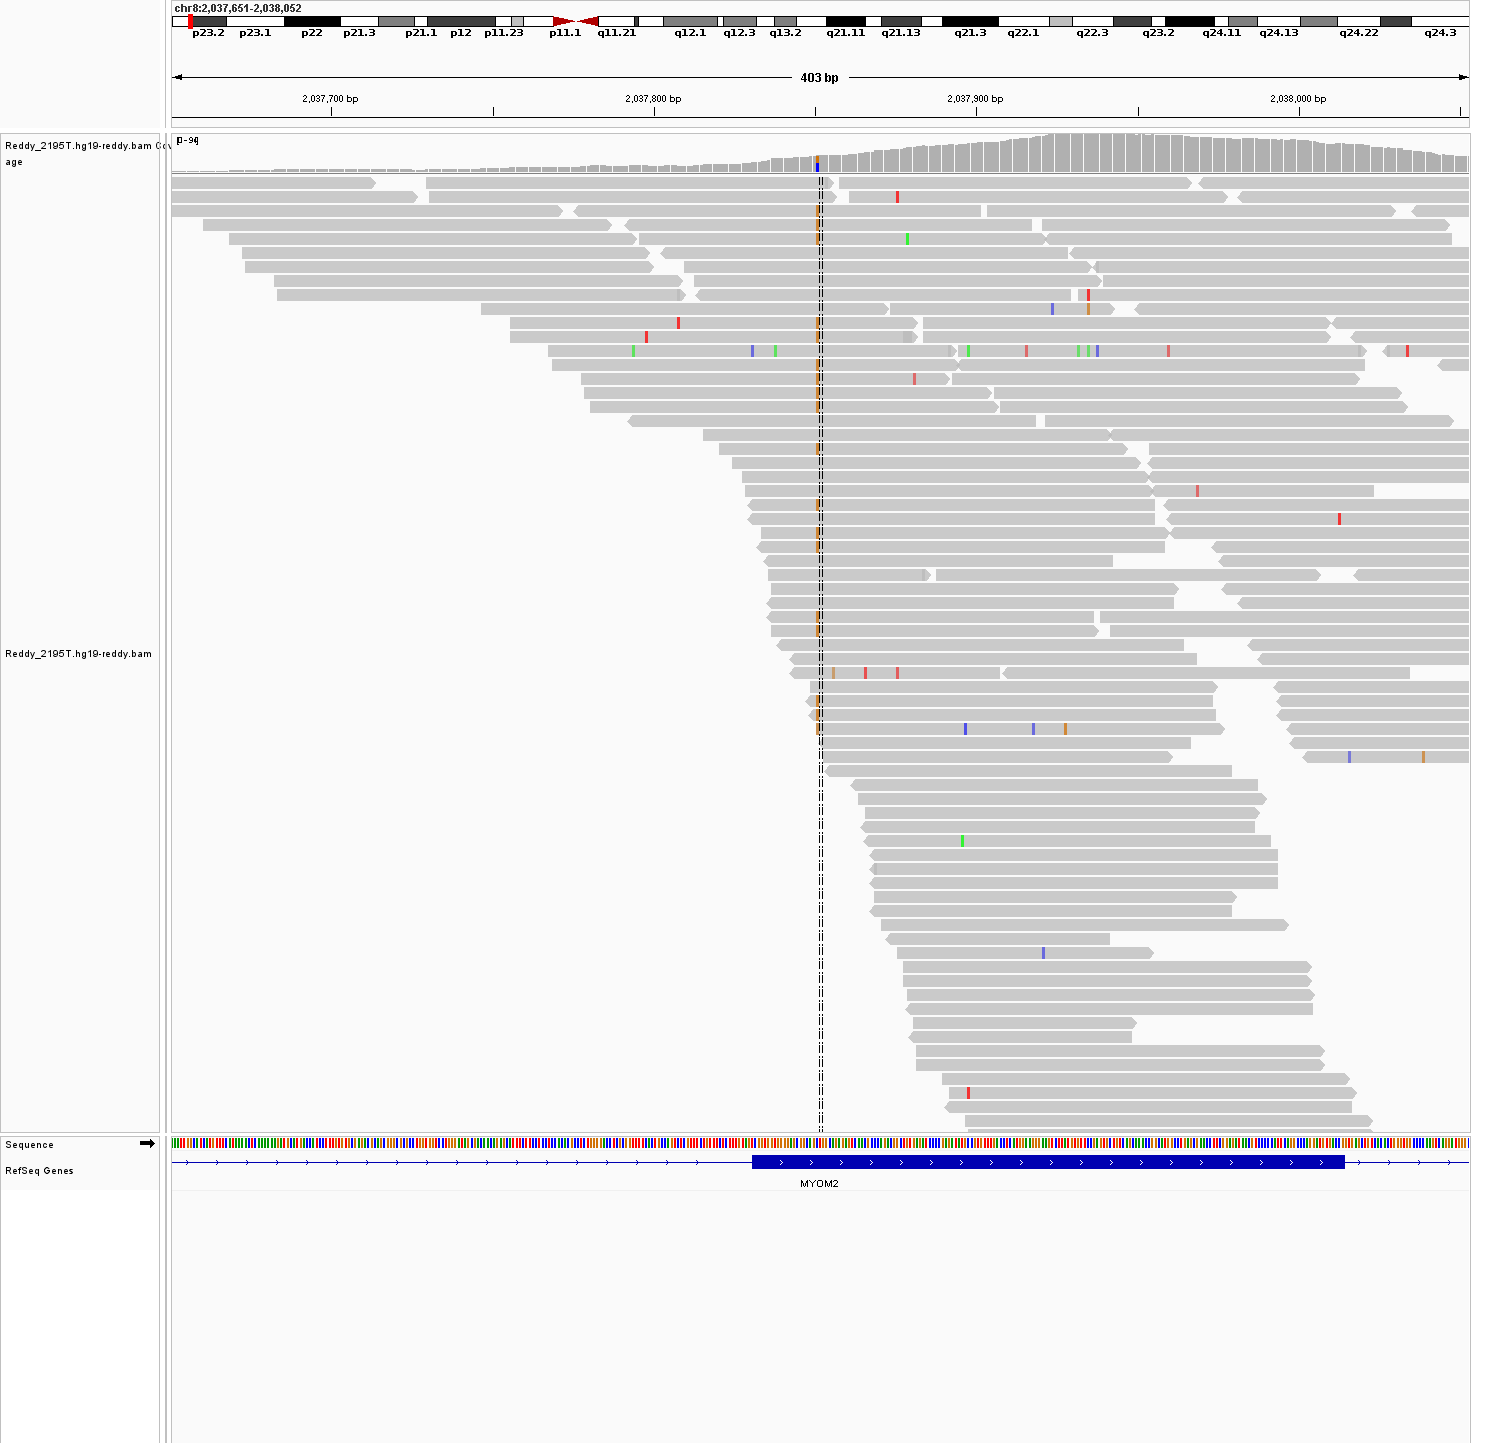 chr8:2,037,651-2,038,052
p23.2 p23.1 p22 p21.3 p21.1 p12 p11.23 p11.1 q11.21 q12.1 q12.3 q13.2 q21.11 q21.13 q21.3 q22.1 q22.3 q23.2 q24.11 q24.13 q24.22 q24.3
403 bp
2,037,700 bp 2,037,800 bp 2,037,900 bp 2,038,000 bp
[0-94]
Reddy_2195T.hg19-reddy.bam Cov
age
Reddy_2195T.hg19-reddy.bam
Sequence
RefSeq Genes
MYOM2